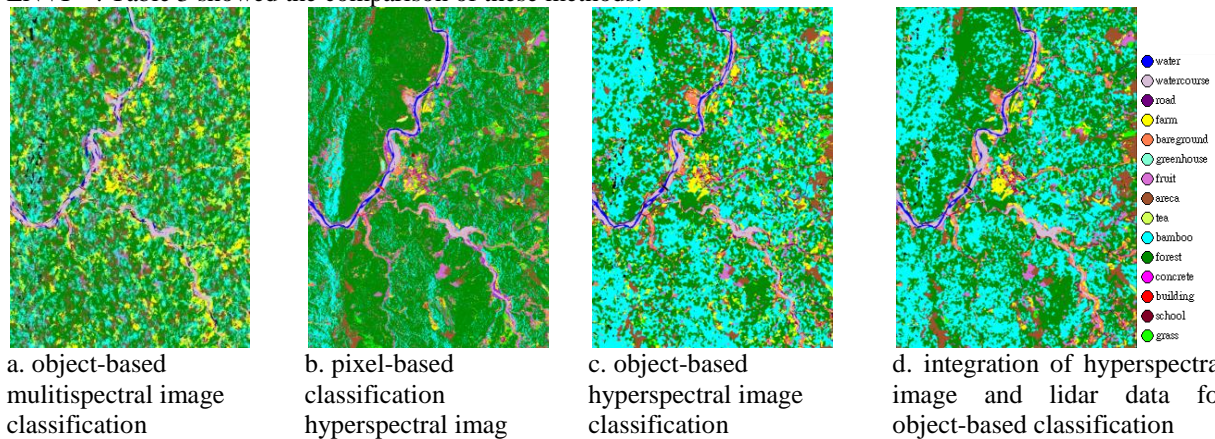 ENVI . Table 3 showed the comparison of these methods.
water
watercourse
road
farm
bareground
greenhouse
fruit
areca
tea
bamboo
forest
concrete
building
school
grass
a. object-based
mulitispectral image
classification
b. pixel-based
classification
hyperspectral imag
c. object-based
hyperspectral image
classification
d. integration of hyperspectra
image and lidar data fo
object-based classification